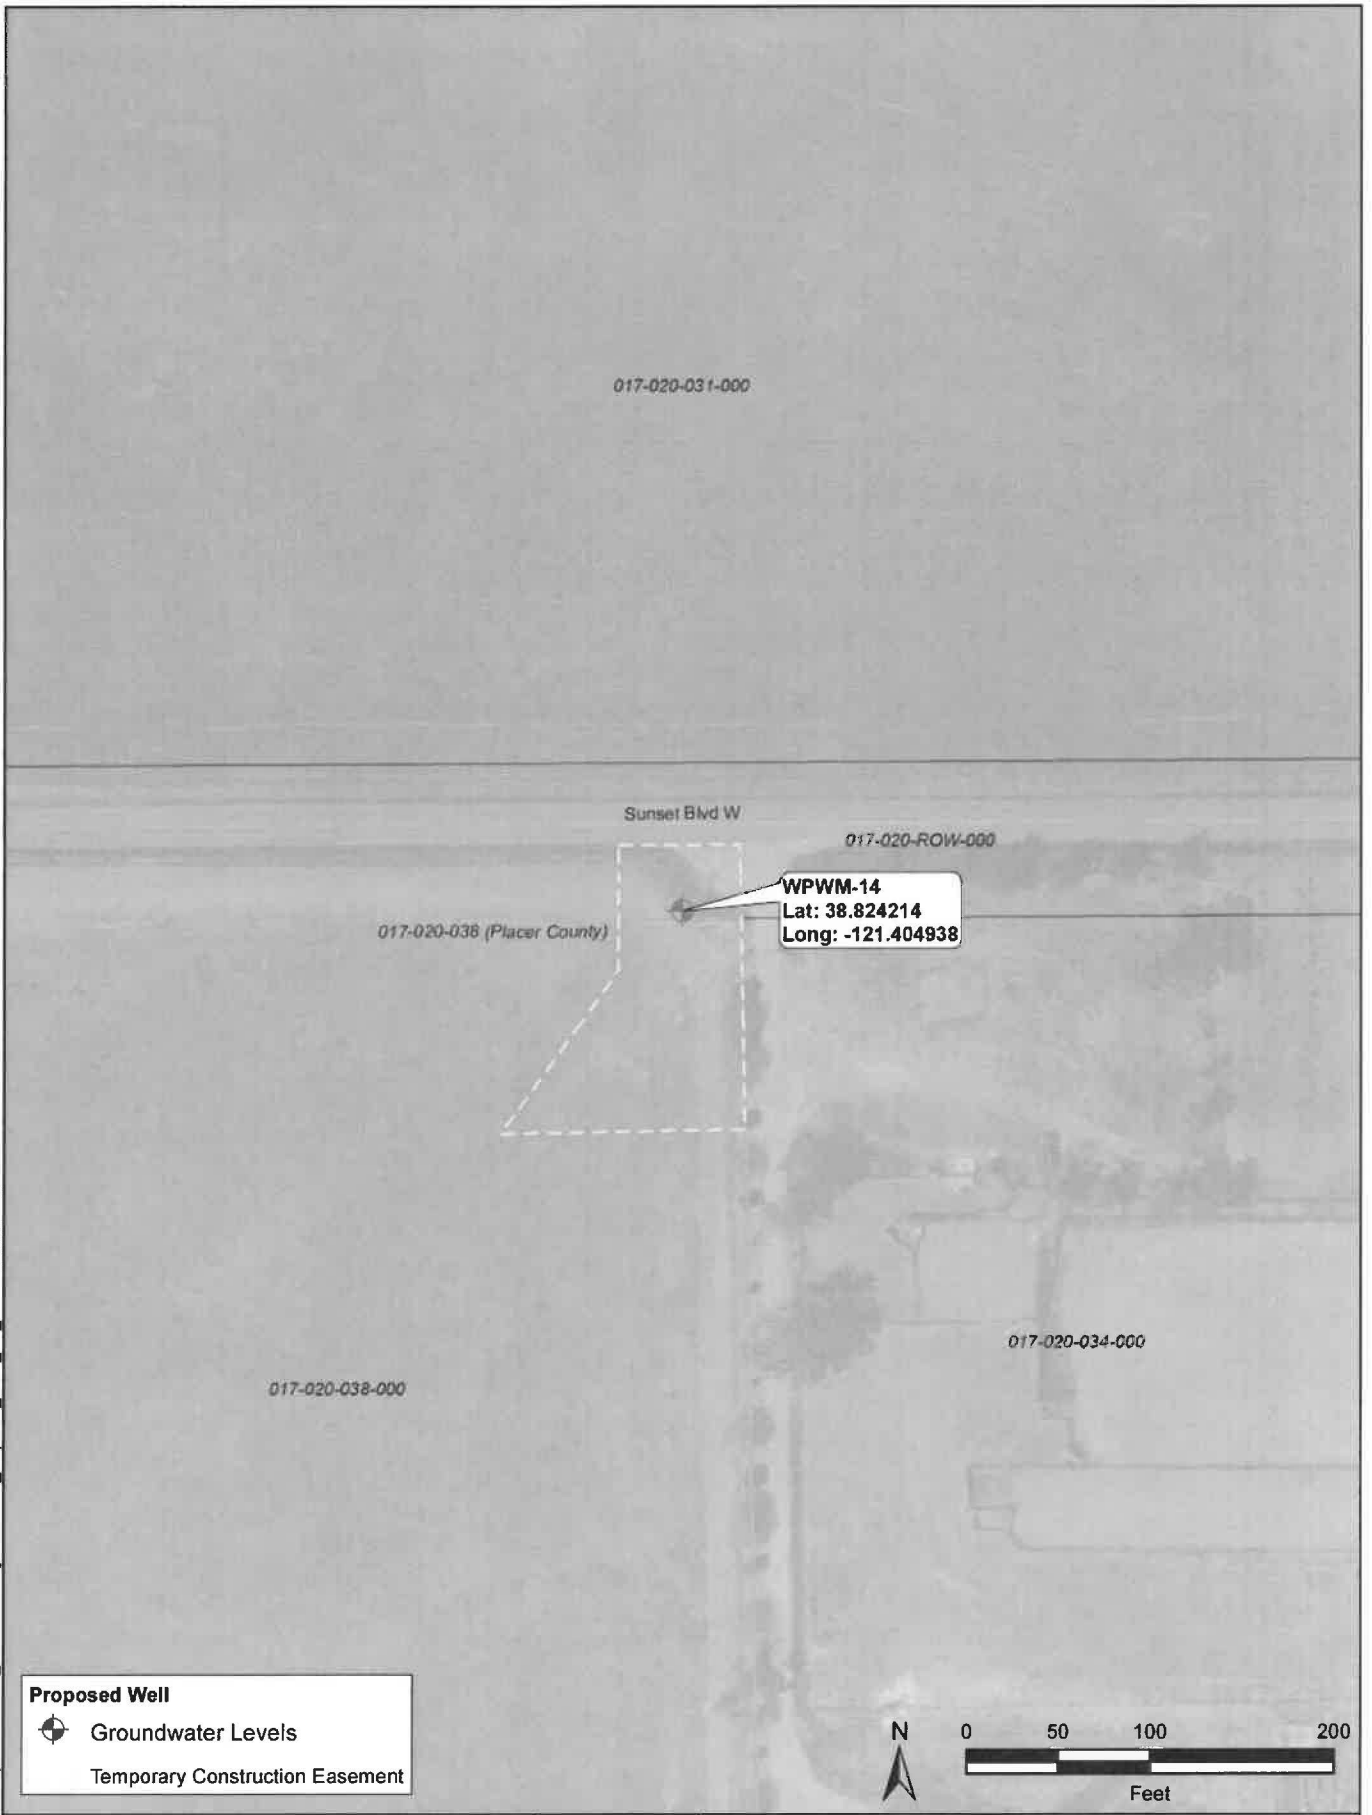 017-020-031-000
Sunset Blvd W
017-020-ROW-000
WPWM-14
Lat: 38.824214
Long: -121.404938
017-020-038 (Placer County)
017-020-034-000
017-020-038-000
Proposed Well
Groundwater Levels
Temporary Construction Easement
N
0 50 100 200
Feet